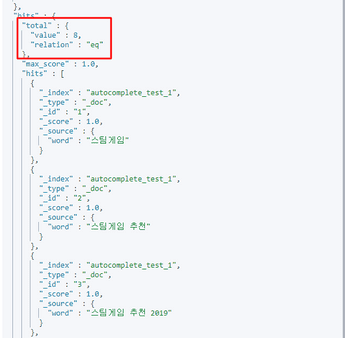 },
"hits" : {
"total" : {
"value" : 8,
"relation" : "eq"
},
"max_score" : 1.0,
"hits" : [
{
"_index" : "autocomplete_test_1",
"_type" : "_doc",
"_id" : "1",
"_score" : 1.0,
"_source" : {
"word" : "스팀게임"
}
},
{
"_index" : "autocomplete_test_1",
"_type" : "_doc",
"_id" : "2",
"_score" : 1.0,
"_source" : {
"word" : "스팀게임 추천"
}
},
{
"_index" : "autocomplete_test_1",
"_type" : "_doc",
"_id" : "3",
"_score" : 1.0,
"_source" : {
"word" : "스팀게임 추천 2019"
}
},